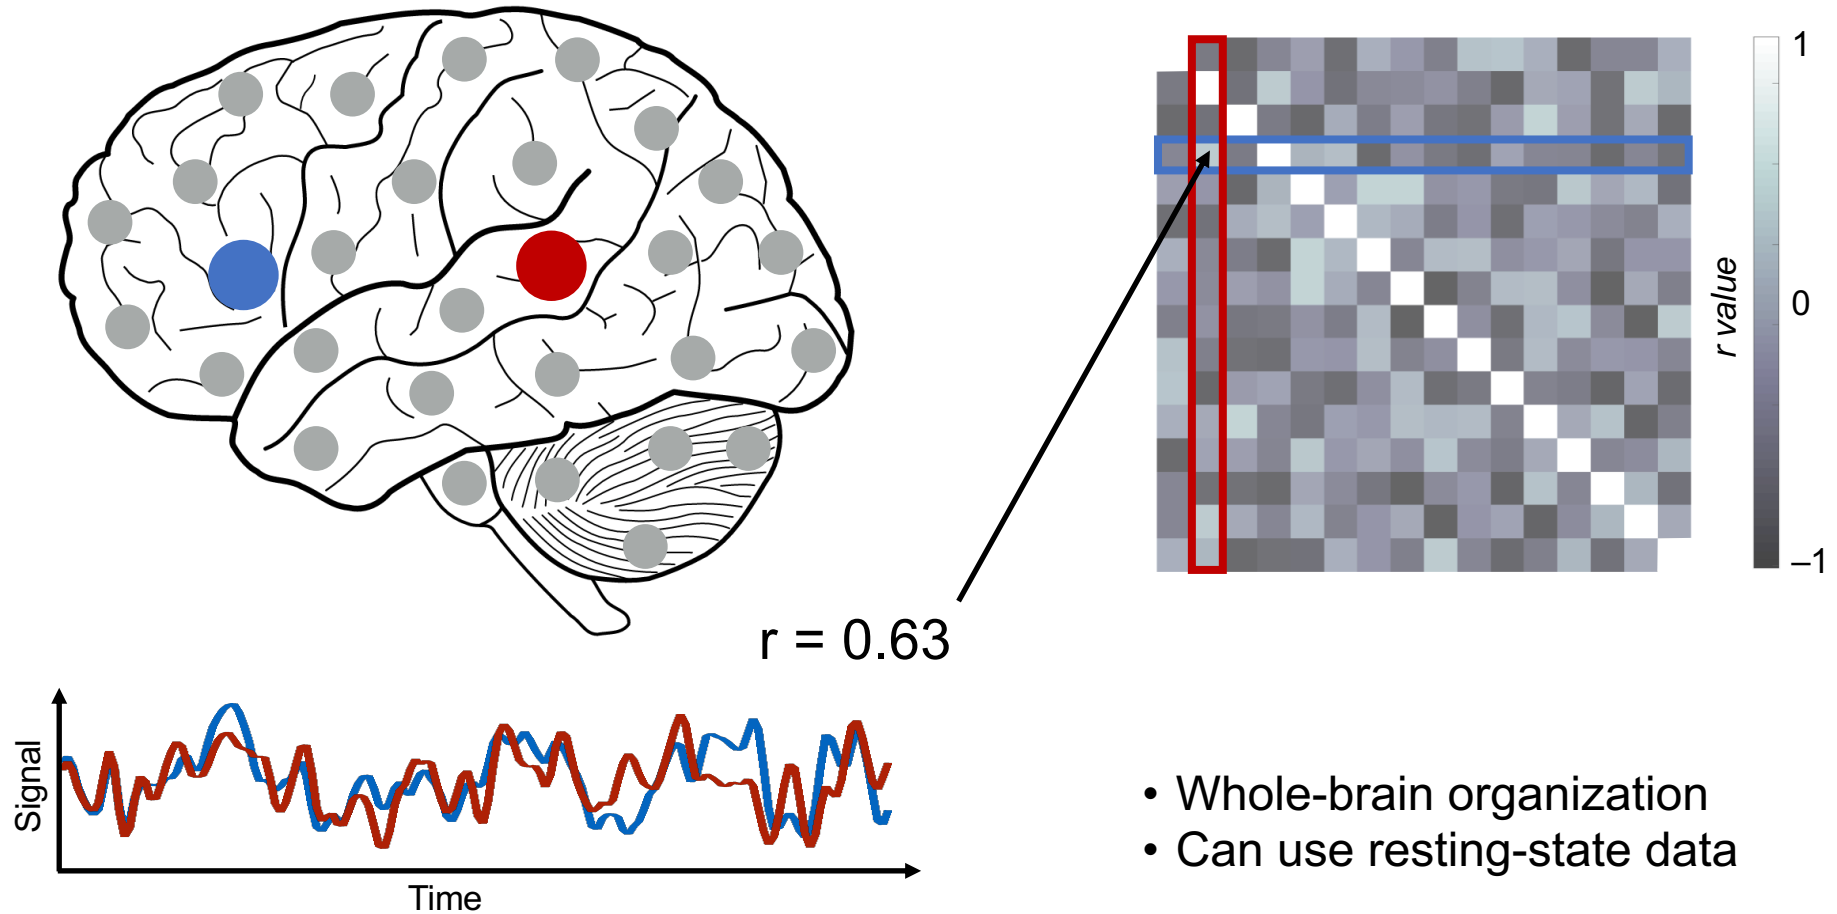 1
r value
0
–1
r = 0.63
Signal
Time
• Whole-brain organization
• Can use resting-state data